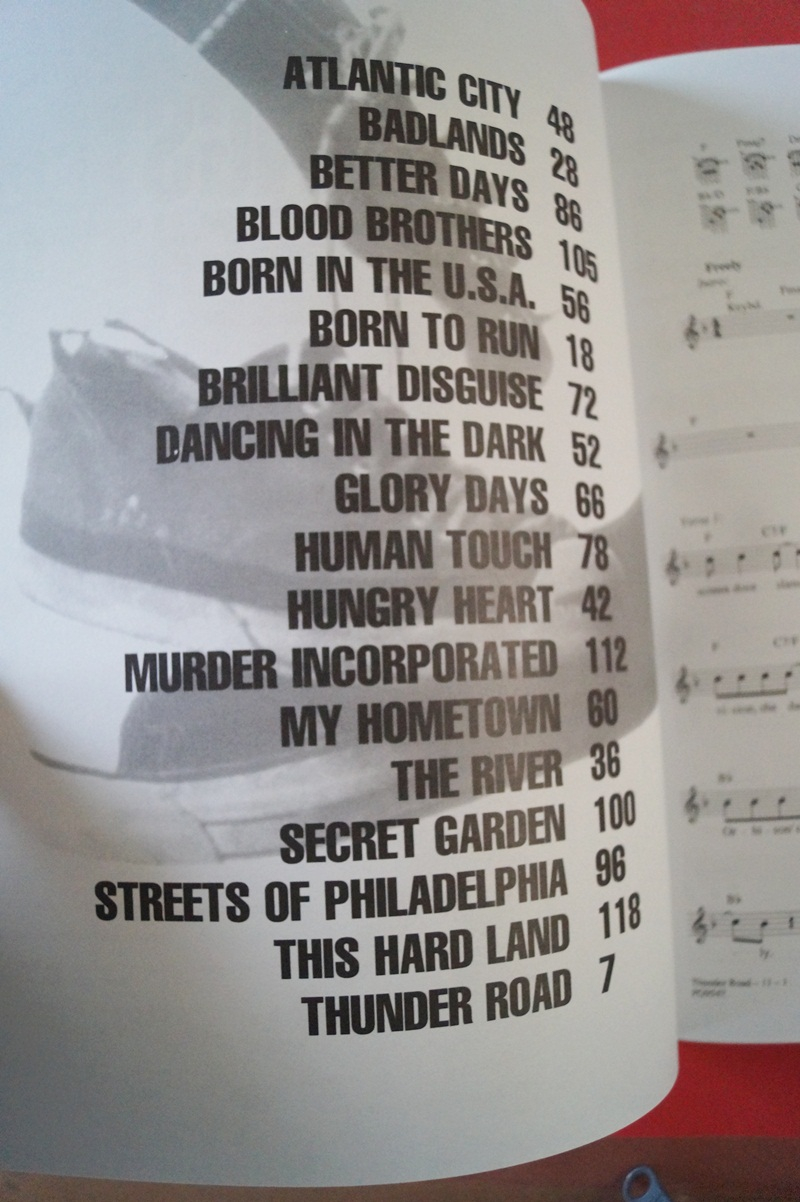 ATLANTIC CITY 48
BADLANDS 28
BETTER DAYS 86
BLOOD BROTHERS 105
BORN IN THE U.S.A. 56
BORN TO RUN 18
BRILLIANT DISGUISE 72
DANCING IN THE DARK 52
GLORY DAYS 66
HUMAN TOUCH 78
HUNGRY HEART 42
MURDER INCORPORATED 112
MY HOMETOWN 60
THE RIVER 36
SECRET GARDEN 100
STREETS OF PHILADELPHIA 96
THIS HARD LAND 118
THUNDER ROAD 7
Freely
Thunder Road